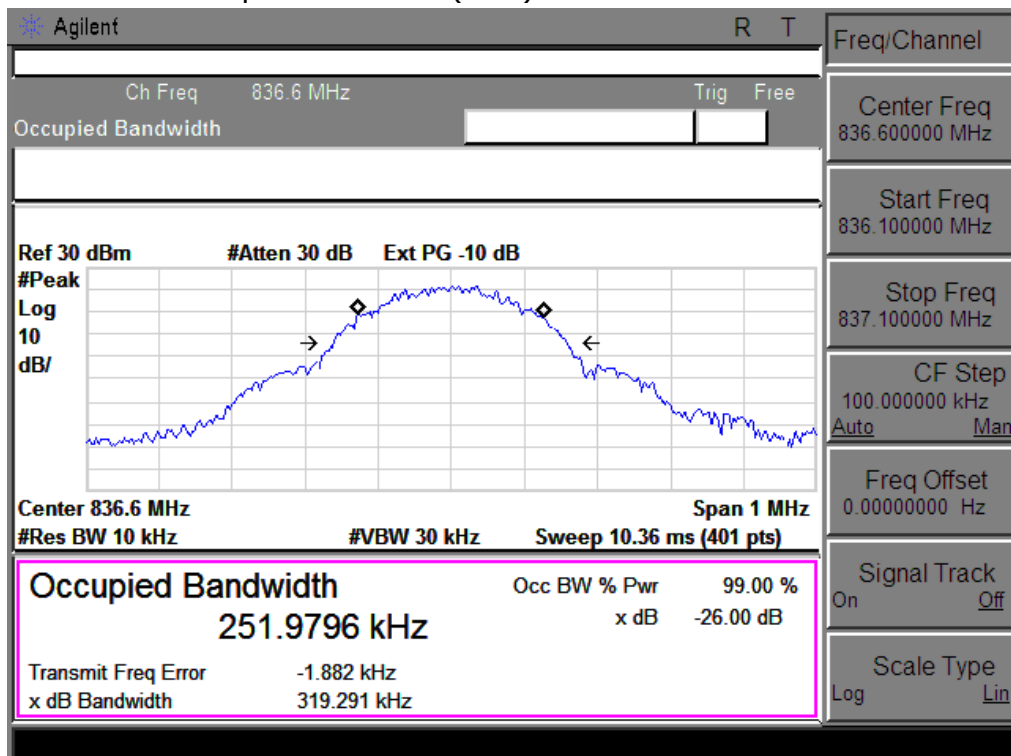 Agilent R T
Ch Freq 836.6 MHz Trig Free
Occupied Bandwidth
Ref 30 dBm #Atten 30 dB Ext PG -10 dB
#Peak
Log
10
dB/
Center 836.6 MHz Span 1 MHz
#Res BW 10 kHz #VBW 30 kHz Sweep 10.36 ms (401 pts)
Occupied Bandwidth Occ BW % Pwr 99.00 %
251.9796 kHz x dB -26.00 dB
Transmit Freq Error -1.882 kHz
x dB Bandwidth 319.291 kHz
Freq/Channel
Center Freq
836.600000 MHz
Start Freq
836.100000 MHz
Stop Freq
837.100000 MHz
CF Step
100.000000 kHz
Auto Man
Freq Offset
0.00000000 Hz
Signal Track
On Off
Scale Type
Log Lin